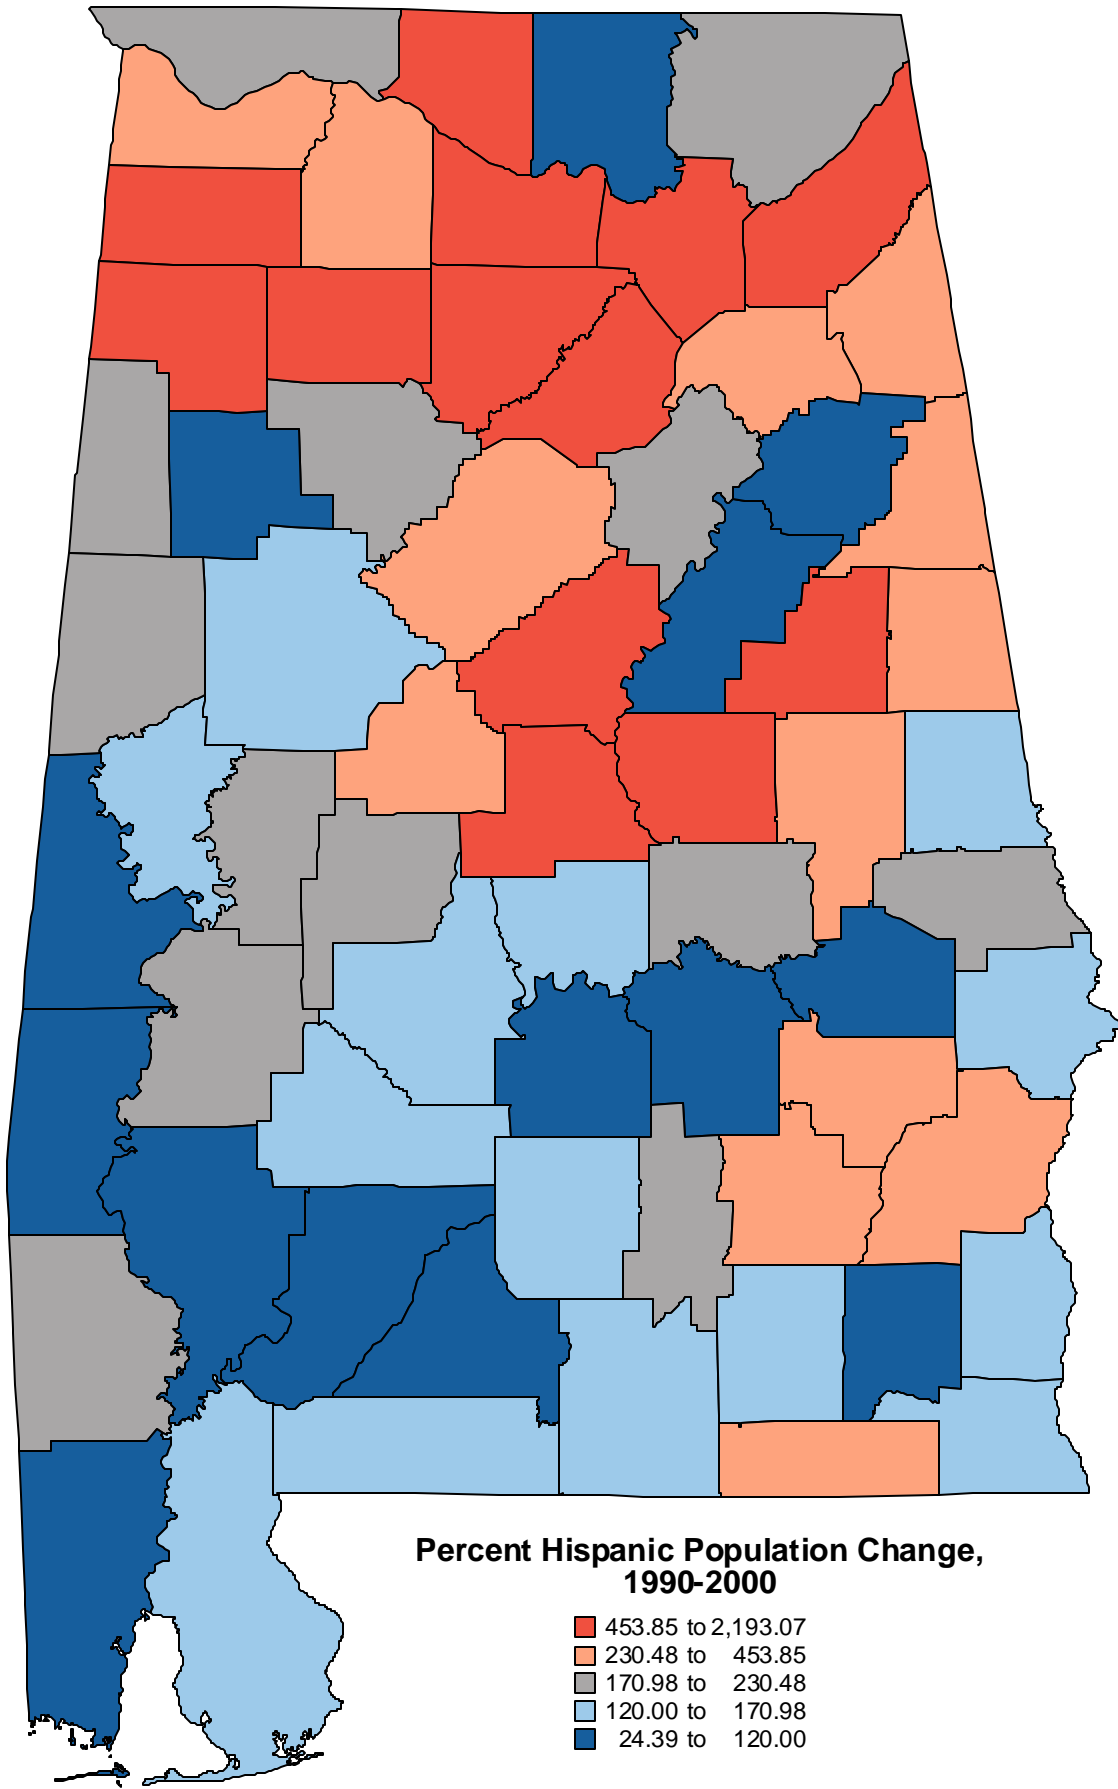 Percent Hispanic Population Change,
1990-2000
453.85 to 2,193.07
230.48 to 453.85
170.98 to 230.48
120.00 to 170.98
24.39 to 120.00